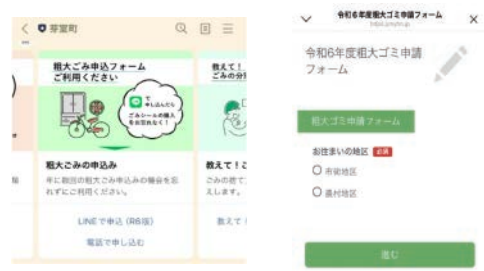 芽室町
粗大ごみ申込フォーム
ご利用ください
で
申し込んだら
ごみシールの購入
をお忘れなく！
粗大ごみの申込み
年に数回の粗大ごみ申込みの機会を忘
れずにご利用ください。
LINEで申込（R6版）
電話で申し込む
教えて！
ごみの分別
教えて！ご
ごみの捨て
えします。
教えて！
令和6年度粗大ゴミ申請フォーム
令和6年度粗大ゴミ申請
フォーム
粗大ゴミ申請フォーム
お住まいの地区 必須
市街地区
農村地区
進む